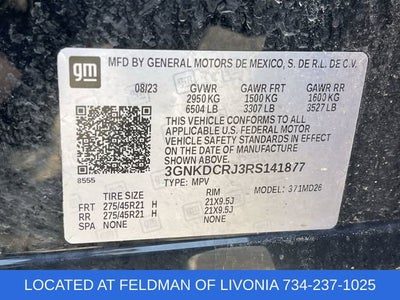 gm
MFD BY GENERAL MOTORS DE MEXICO, S. DE R.L. DE C.V.
08/23 GVWR GAWR FRT GAWR RR
2950 KG 1500 KG 1600 KG
6504 LB 3307 LB 3527 LB
THIS VEHICLE CONFORMS TO ALL APPLICABLE
U.S. FEDERAL MOTOR
VEHICLE SAFETY STANDARDS
IN EFFECT ON THE DATE OF
MANUFACTURE SHOWN ABOVE.
3GNKDCRJ3RS141877
8555 TYPE: MPV MODEL: 371MD26
TIRE SIZE RIM
FRT 275/45R21 H 21X9.5J
RR 275/45R21 H 21X9.5J
SPA NONE NONE
LOCATED AT FELDMAN OF LIVONIA 734-237-1025